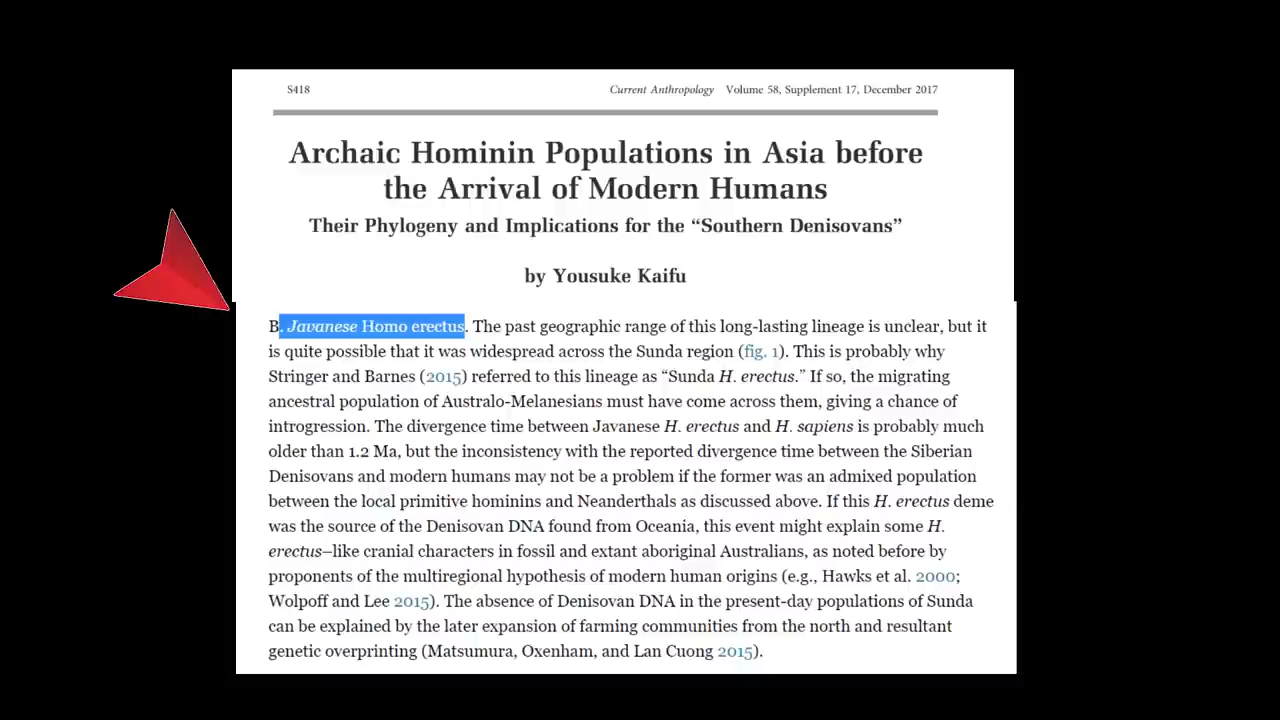 S418
Current Anthropology Volume 58, Supplement 17, December 2017
Archaic Hominin Populations in Asia before
the Arrival of Modern Humans
Their Phylogeny and Implications for the “Southern Denisovans”
by Yousuke Kaifu
B. Javanese Homo erectus. The past geographic range of this long-lasting lineage is unclear, but it
is quite possible that it was widespread across the Sunda region (fig. 1). This is probably why
Stringer and Barnes (2015) referred to this lineage as “Sunda H. erectus.” If so, the migrating
ancestral population of Australo-Melanesians must have come across them, giving a chance of
introgression. The divergence time between Javanese H. erectus and H. sapiens is probably much
older than 1.2 Ma, but the inconsistency with the reported divergence time between the Siberian
Denisovans and modern humans may not be a problem if the former was an admixed population
between the local primitive hominins and Neanderthals as discussed above. If this H. erectus deme
was the source of the Denisovan DNA found from Oceania, this event might explain some H.
erectus–like cranial characters in fossil and extant aboriginal Australians, as noted before by
proponents of the multiregional hypothesis of modern human origins (e.g., Hawks et al. 2000;
Wolpoff and Lee 2015). The absence of Denisovan DNA in the present-day populations of Sunda
can be explained by the later expansion of farming communities from the north and resultant
genetic overprinting (Matsumura, Oxenham, and Lan Cuong 2015).